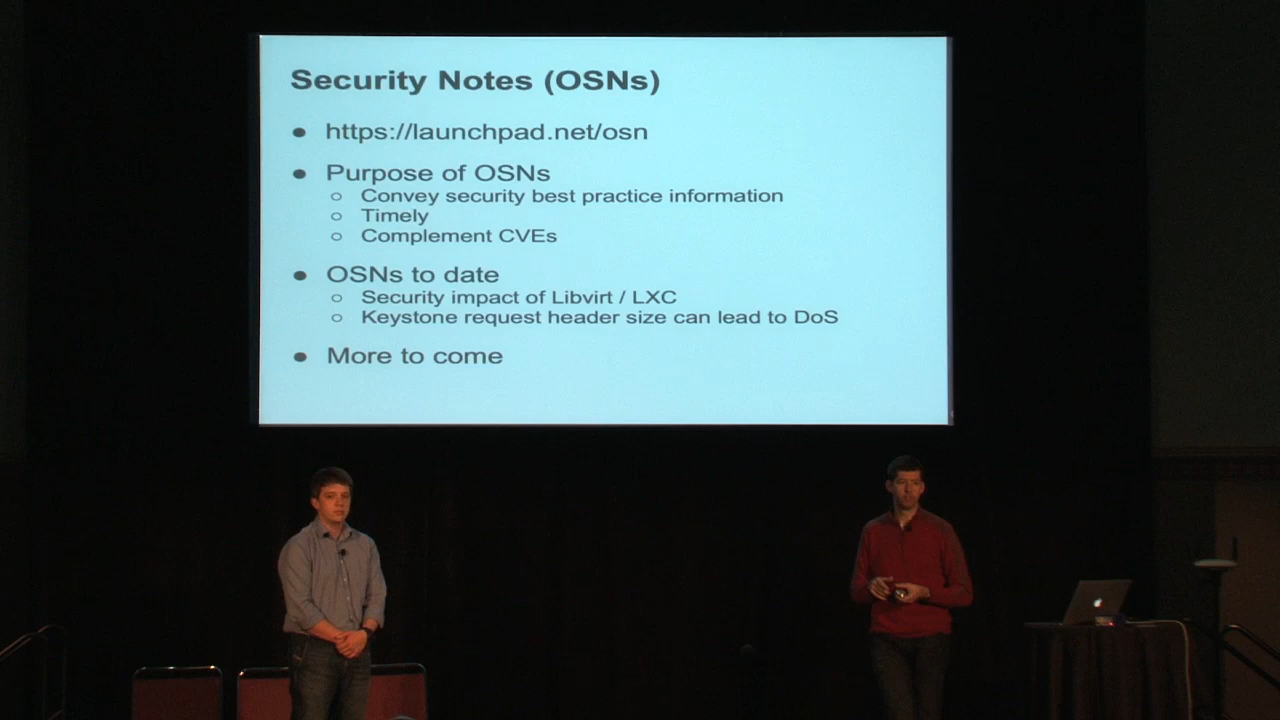 Security Notes (OSNs)
● https://launchpad.net/osn
● Purpose of OSNs
○ Convey security best practice information
○ Timely
○ Complement CVEs
● OSNs to date
○ Security impact of Libvirt / LXC
○ Keystone request header size can lead to DoS
● More to come